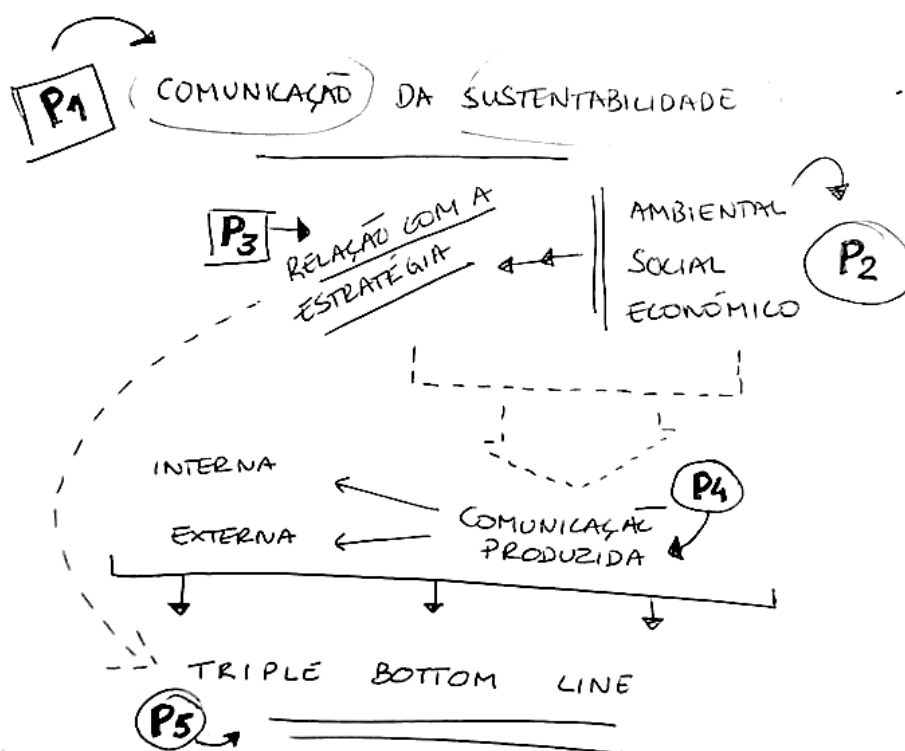 P1 COMUNICAÇÃO DA SUSTENTABILIDADE
P3 RELAÇÃO COM A
ESTRATÉGIA
AMBIENTAL
SOCIAL
ECONÓMICO
P2
INTERNA
EXTERNA
P4
COMUNICAÇÃO
PRODUZIDA
TRIPLE BOTTOM LINE
P5